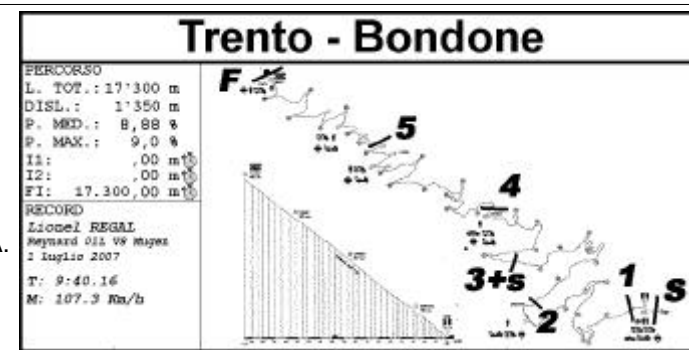 Trento - Bondone
PERCORSO
L. TOT.: 17'300 m
DISL.: 1'350 m
P. MED.: 8,88 %
P. MAX.: 9,0 %
I1: ,00 m
I2: ,00 m
FI: 17.300,00 m
RECORD
Lionel REGAL
Reynard 01L V8 Mugen
1 Luglio 2007
T: 9:40.16
M: 107.3 Km/h
F
5
4
3+s
2
1
S
A.